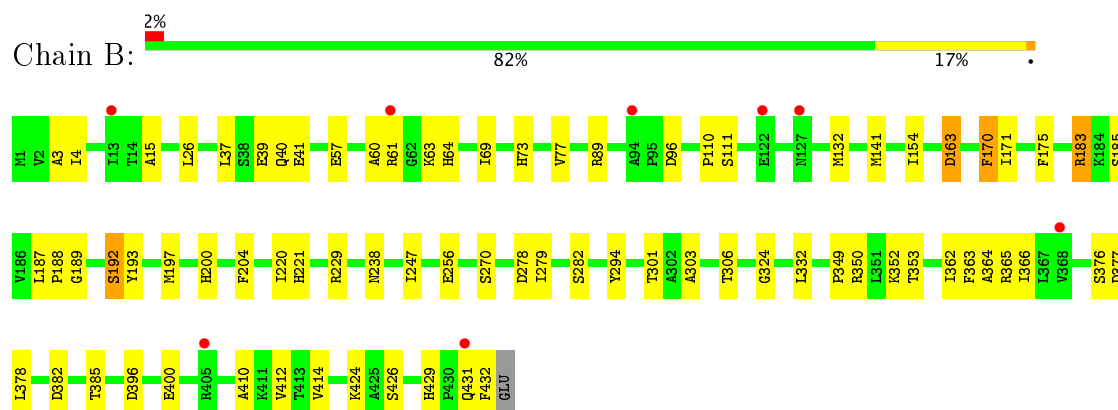 2%
Chain B:
82% 17% •
M1 V2 A3 I4 I13 T14 A15 L26 L37 S38 E39 Q40 E41 E57 A60 R61 G62 K63 H64 I69 H73 V77 R89 A94 P95 D96 P110 S111 E122 N127 M132 M141 I154 D163 F170 I171 F175 R183 K184 S185
V186 L187 P188 G189 S192 Y193 M197 H200 F204 I220 H221 R229 N238 I247 E256 S270 D278 I279 S282 Y294 T301 A302 A303 T306 G324 L332 P349 R350 L351 K352 T353 I362 F363 A364 R365 I366 L367 V368 S376
L378 D382 T385 D396 E400 R405 A410 K411 V412 T413 V414 K424 A425 S426 H429 P430 Q431 F432 GLU